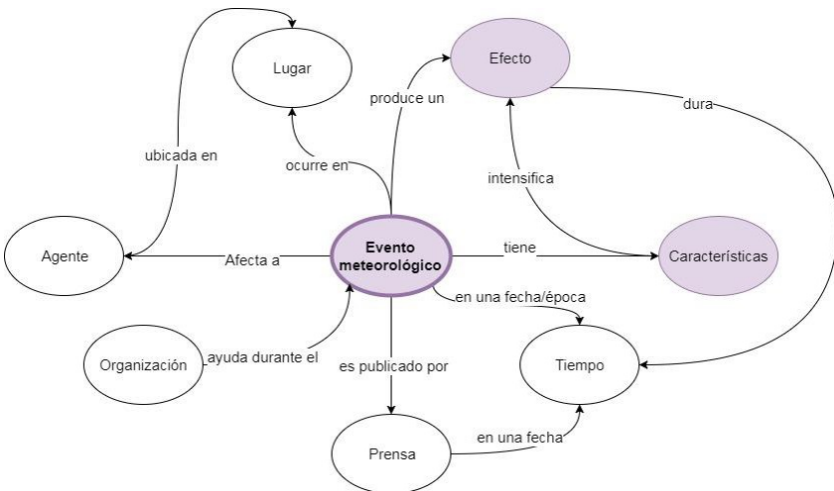 Efecto
Lugar
produce un
dura
ubicada en
ocurre en
intensifica
Agente
Afecta a
Evento
meteorológico
tiene
Características
en una fecha/época
Organización
ayuda durante el
es publicado por
Tiempo
Prensa
en una fecha